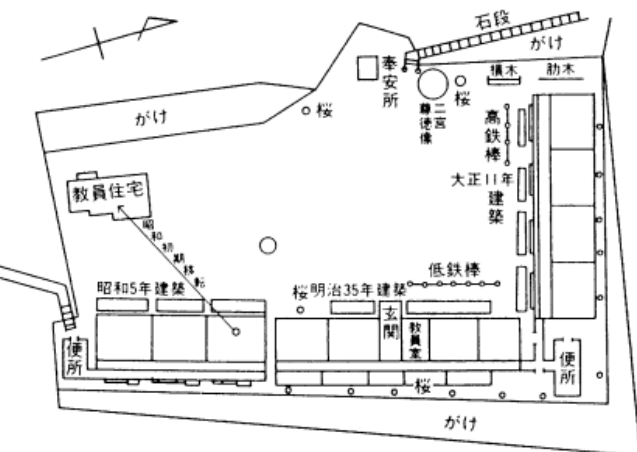 石段
がけ
奉安所
桜
二宮尊徳像
積木
肋木
桜
がけ
高鉄棒
大正11年建築
教員住宅
昭和初期移転
低鉄棒
昭和5年建築
桜
明治35年建築
玄関
教員室
便所
便所
桜
がけ